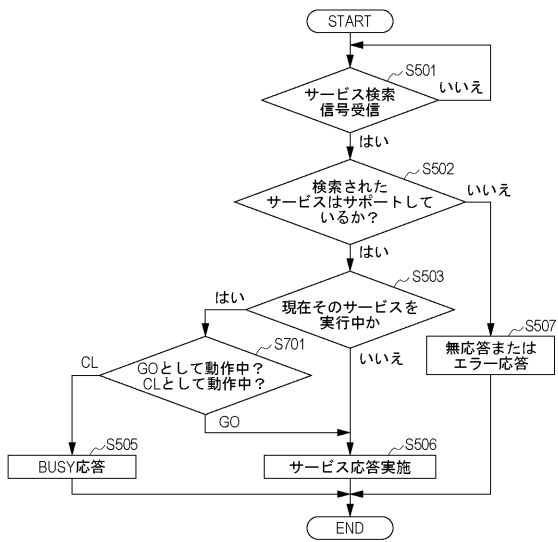 START
S501
サービス検索
信号受信
いいえ
はい
S502
検索された
サービスはサポートして
いるか？
いいえ
はい
S503
現在そのサービスを
実行中か
はい
いいえ
S507
無応答または
エラー応答
S701
GOとして動作中？
CLとして動作中？
CL
GO
S505
BUSY応答
S506
サービス応答実施
END